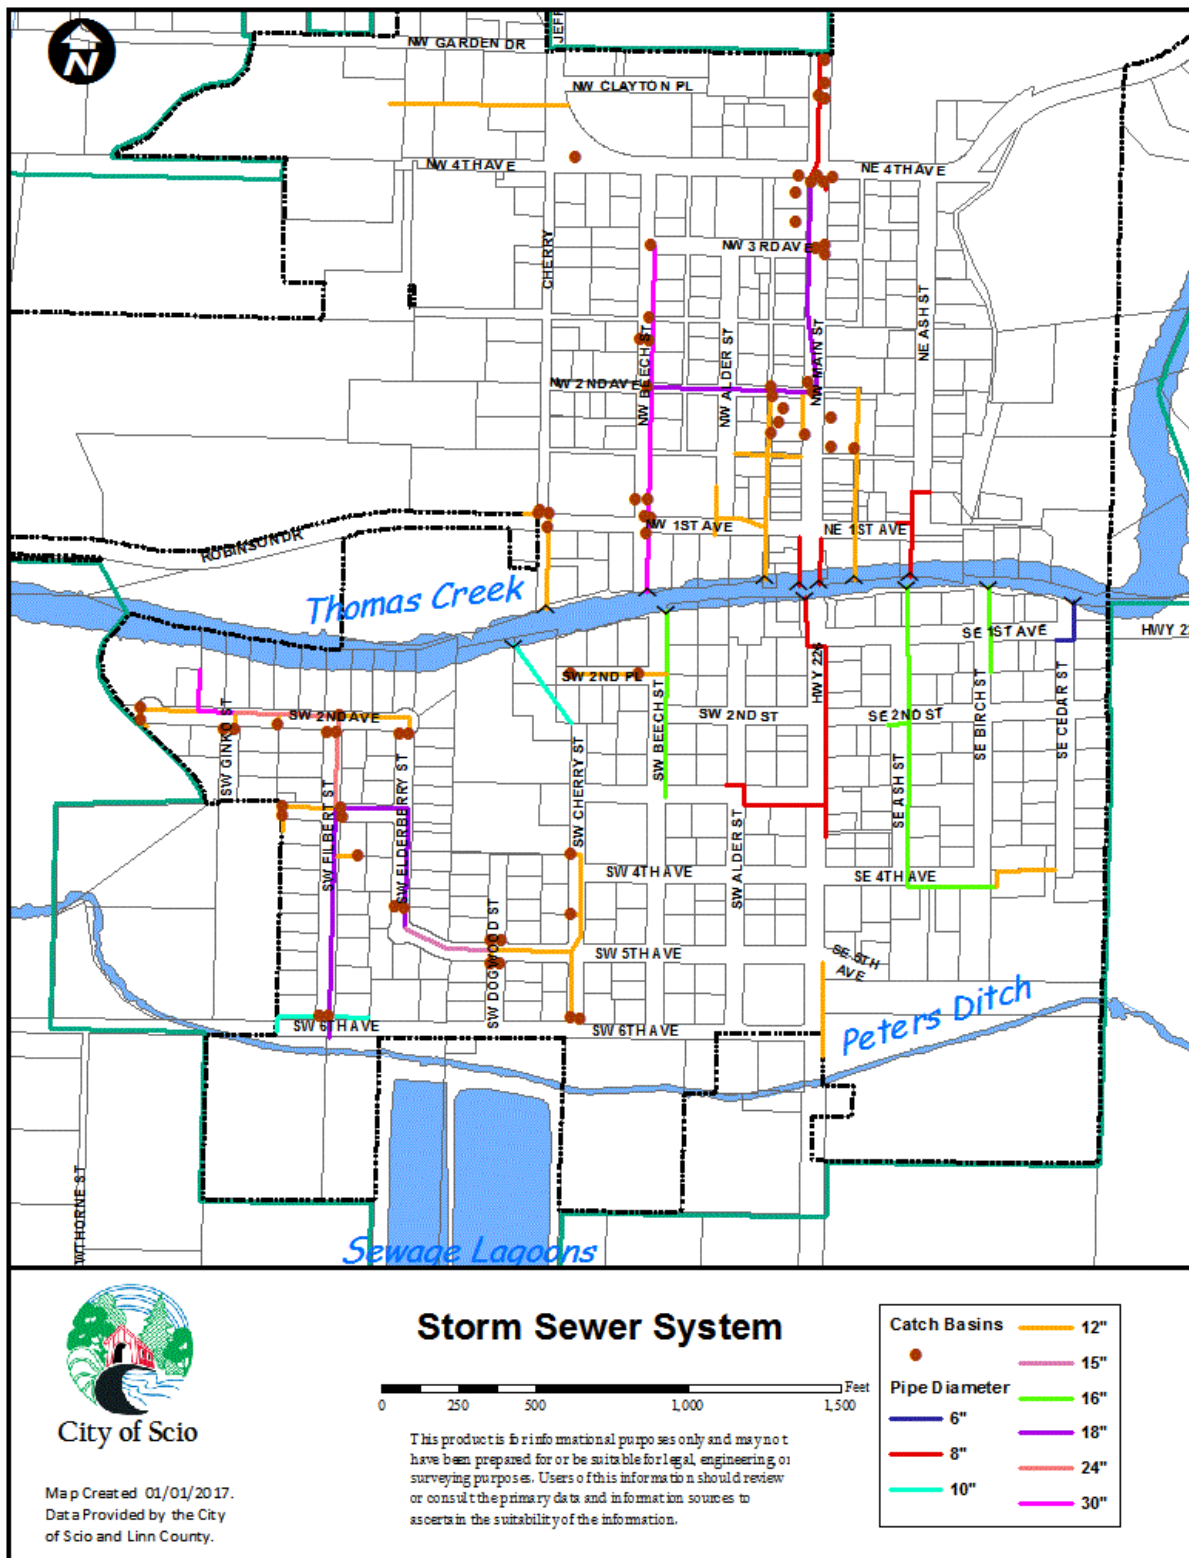 JEFF
NW GARDEN DR
N
NW CLAYTON PL
NW 4TH AVE
NE 4TH AVE
CHERRY
NW 3RD AVE
NE ASH ST
NW BEECH ST
NW ALDER ST
NW MAIN ST
NW 2ND AVE
NW 1ST AVE
NE 1ST AVE
ROBINSON DR
Thomas Creek
SE 1ST AVE
HWY 22
HWY 226
SW 2ND PL
SW GINKO ST
SW 2ND AVE
SW BEECH ST
SW 2ND ST
SE 2ND ST
SE BIRCH ST
SE CEDAR ST
SW FILBERT ST
SW ELDERBERRY ST
SW CHERRY ST
SE ASH ST
SW ALDER ST
SW 4TH AVE
SE 4TH AVE
SW DOGWOOD ST
SW 5TH AVE
SE 5TH
AVE
SW 6TH AVE
SW 6TH AVE
Peters Ditch
W THORNE ST
Sewage Lagoons
City of Scio
Map Created 01/01/2017.
Data Provided by the City
of Scio and Linn County.
Storm Sewer System
Feet
0 250 500 1,000 1,500
This product is for informational purposes only and may not
have been prepared for or be suitable for legal, engineering, or
surveying purposes. Users of this information should review
or consult the primary data and information sources to
ascertain the suitability of the information.
Catch Basins
Pipe Diameter
6"
8"
10"
12"
15"
16"
18"
24"
30"